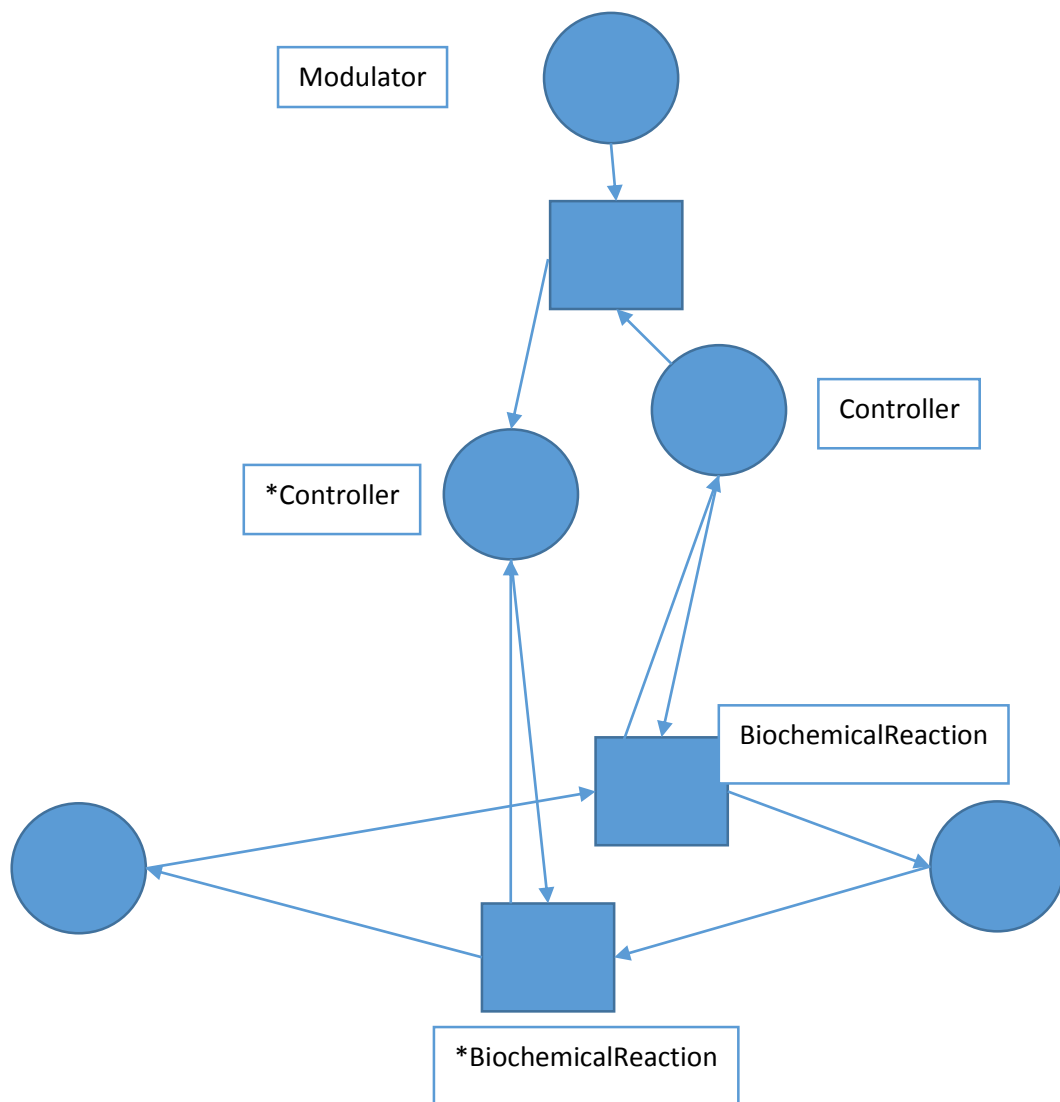 Modulator
Controller
*Controller
BiochemicalReaction
*BiochemicalReaction